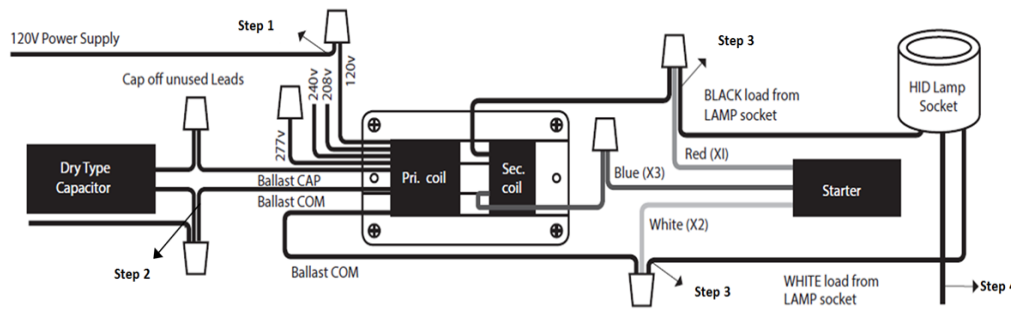 Step 1
120V Power Supply
Step 3
Cap off unused Leads
240v
208v
120v
277v
HID Lamp
Socket
BLACK load from
LAMP socket
Dry Type
Capacitor
Ballast CAP
Pri. coil
Sec.
coil
Red (XI)
Blue (X3)
Starter
Ballast COM
White (X2)
Step 2
Ballast COM
Step 3
WHITE load from
LAMP socket
Step 4